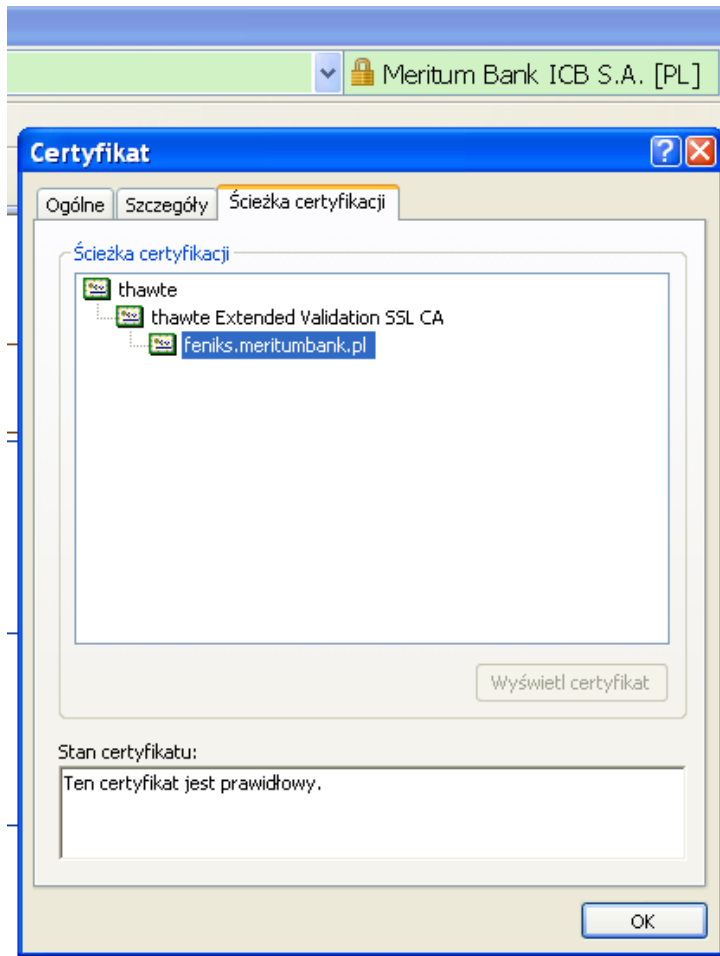 Meritum Bank ICB S.A. [PL]
Certyfikat
Ogólne Szczegóły Ścieżka certyfikacji
Ścieżka certyfikacji
thawte
thawte Extended Validation SSL CA
feniks.meritumbank.pl
Wyświetl certyfikat
Stan certyfikatu:
Ten certyfikat jest prawidłowy.
OK